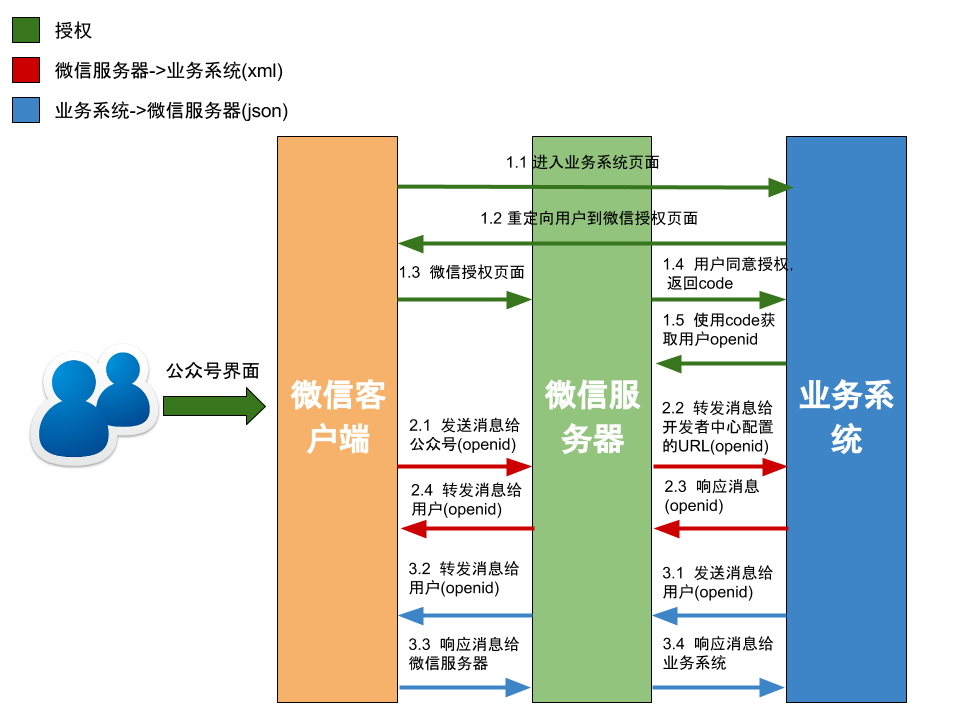 授权
微信服务器->业务系统(xml)
业务系统->微信服务器(json)
1.1 进入业务系统页面
1.2 重定向用户到微信授权页面
1.3 微信授权页面
1.4 用户同意授权,
返回code
1.5 使用code获
取用户openid
公众号界面
微信客
户端
微信服
务器
业务系
统
2.1 发送消息给
公众号(openid)
2.2 转发消息给
开发者中心配置
的URL(openid)
2.4 转发消息给
用户(openid)
2.3 响应消息
(openid)
3.2 转发消息给
用户(openid)
3.1 发送消息给
用户(openid)
3.3 响应消息给
微信服务器
3.4 响应消息给
业务系统